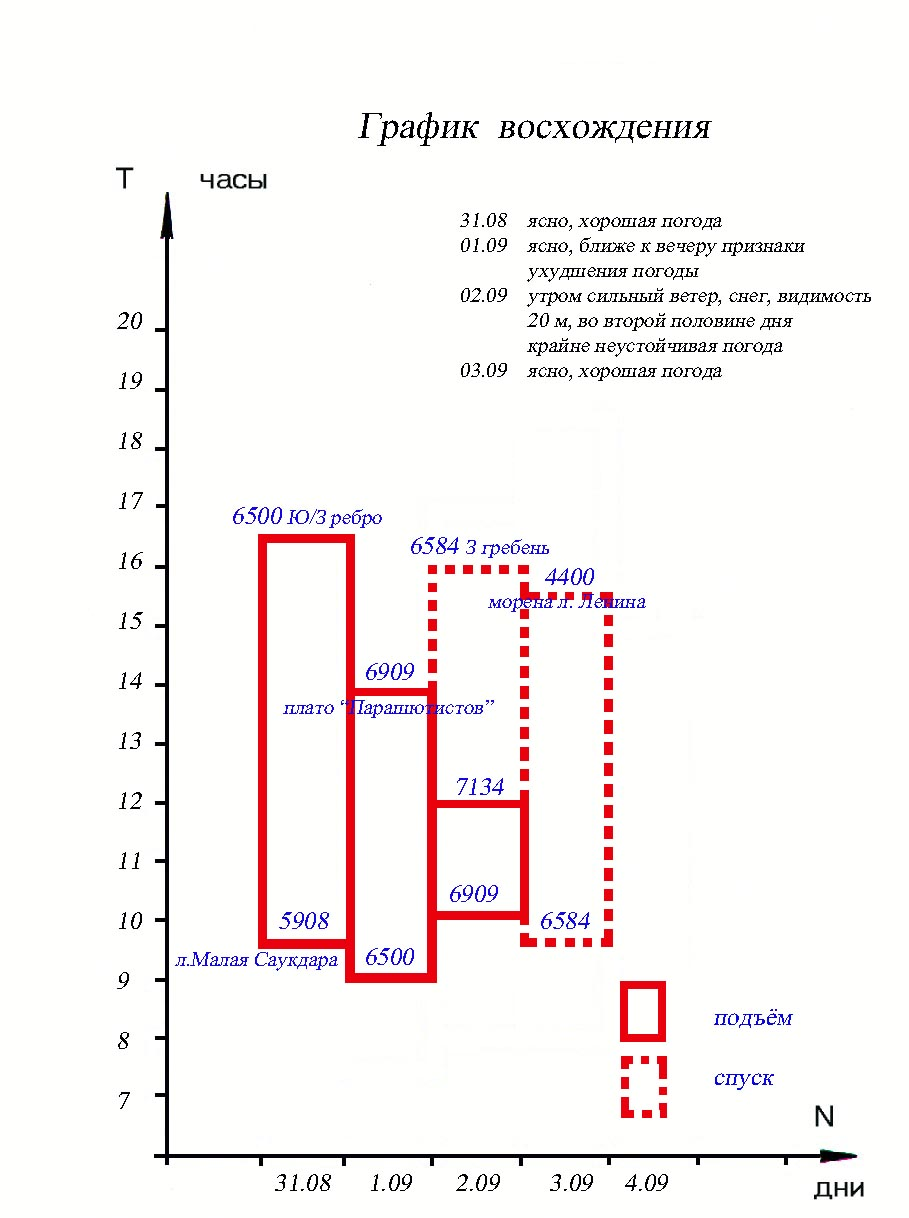 График восхождения
T часы
31.08 ясно, хорошая погода
01.09 ясно, ближе к вечеру признаки
ухудшения погоды
02.09 утром сильный ветер, снег, видимость
20 м, во второй половине дня
крайне неустойчивая погода
03.09 ясно, хорошая погода
20
19
18
17
16
15
14
13
12
11
10
9
8
7
6500 Ю/З ребро
6584 З гребень
4400
морена л. Ленина
6909
плато “Парашютистов”
7134
6909
5908
6584
л.Малая Саукдара
6500
подъём
спуск
N
31.08 1.09 2.09 3.09 4.09
дни